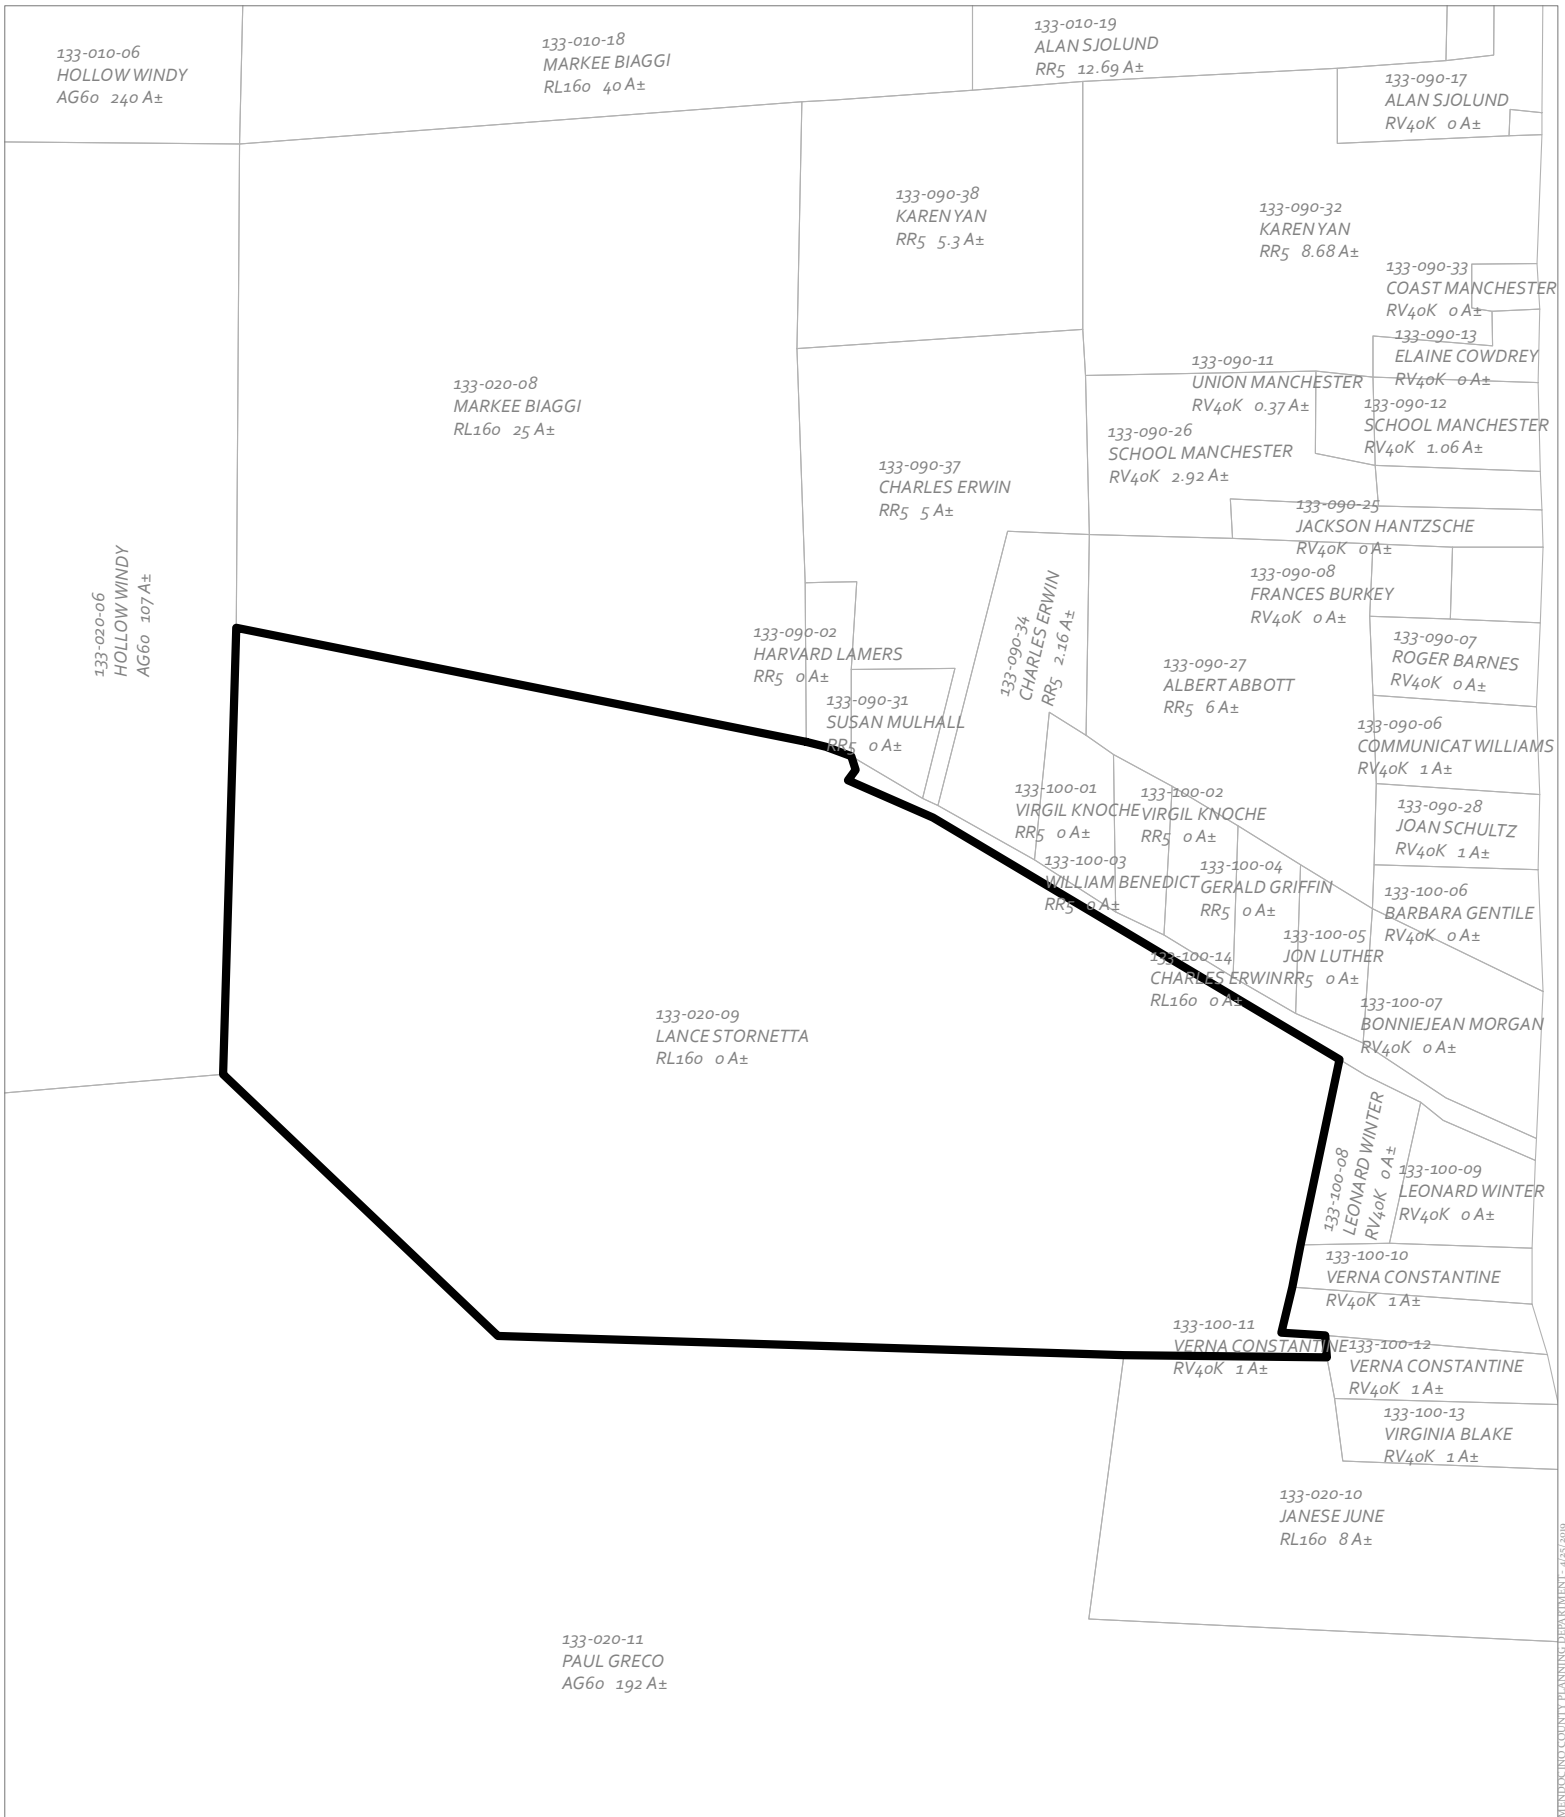 133-010-06
HOLLOW WINDY
AG60 240 A±
133-010-18
MARKEE BIAGGI
RL160 40 A±
133-010-19
ALAN SJOLUND
RR5 12.69 A±
133-090-17
ALAN SJOLUND
RV40K 0 A±
133-090-38
KAREN YAN
RR5 5.3 A±
133-090-32
KAREN YAN
RR5 8.68 A±
133-090-33
COAST MANCHESTER
RV40K 0 A±
133-090-13
ELAINE COWDREY
RV40K 0 A±
133-090-11
UNION MANCHESTER
RV40K 0.37 A±
133-090-12
SCHOOL MANCHESTER
RV40K 1.06 A±
133-020-08
MARKEE BIAGGI
RL160 25 A±
133-090-26
SCHOOL MANCHESTER
RV40K 2.92 A±
133-090-37
CHARLES ERWIN
RR5 5 A±
133-090-25
JACKSON HANTZSCHE
RV40K 0 A±
133-020-06
HOLLOW WINDY
AG60 107 A±
133-090-08
FRANCES BURKEY
RV40K 0 A±
133-090-34
CHARLES ERWIN
RR5 2.16 A±
133-090-02
HARVARD LAMERS
RR5 0 A±
133-090-07
ROGER BARNES
RV40K 0 A±
133-090-27
ALBERT ABBOTT
RR5 6 A±
133-090-31
SUSAN MULHALL
RR5 0 A±
133-090-06
COMMUNICAT WILLIAMS
RV40K 1 A±
133-100-01
VIRGIL KNOCHE
RR5 0 A±
133-100-02
VIRGIL KNOCHE
RR5 0 A±
133-090-28
JOAN SCHULTZ
RV40K 1 A±
133-100-03
WILLIAM BENEDICT
RR5 0 A±
133-100-04
GERALD GRIFFIN
RR5 0 A±
133-100-06
BARBARA GENTILE
RV40K 0 A±
133-100-05
JON LUTHER
RR5 0 A±
133-100-14
CHARLES ERWIN
RL160 0 A±
133-100-07
BONNIEJEAN MORGAN
RV40K 0 A±
133-020-09
LANCE STORNETTA
RL160 0 A±
133-100-08
LEONARD WINTER
RV40K 0 A±
133-100-09
LEONARD WINTER
RV40K 0 A±
133-100-10
VERNA CONSTANTINE
RV40K 1 A±
133-100-11
VERNA CONSTANTINE
RV40K 1 A±
133-100-12
VERNA CONSTANTINE
RV40K 1 A±
133-100-13
VIRGINIA BLAKE
RV40K 1 A±
133-020-10
JANESE JUNE
RL160 8 A±
133-020-11
PAUL GRECO
AG60 192 A±
MENDOCINO COUNTY PLANNING DEPARTMENT - 4/25/2019